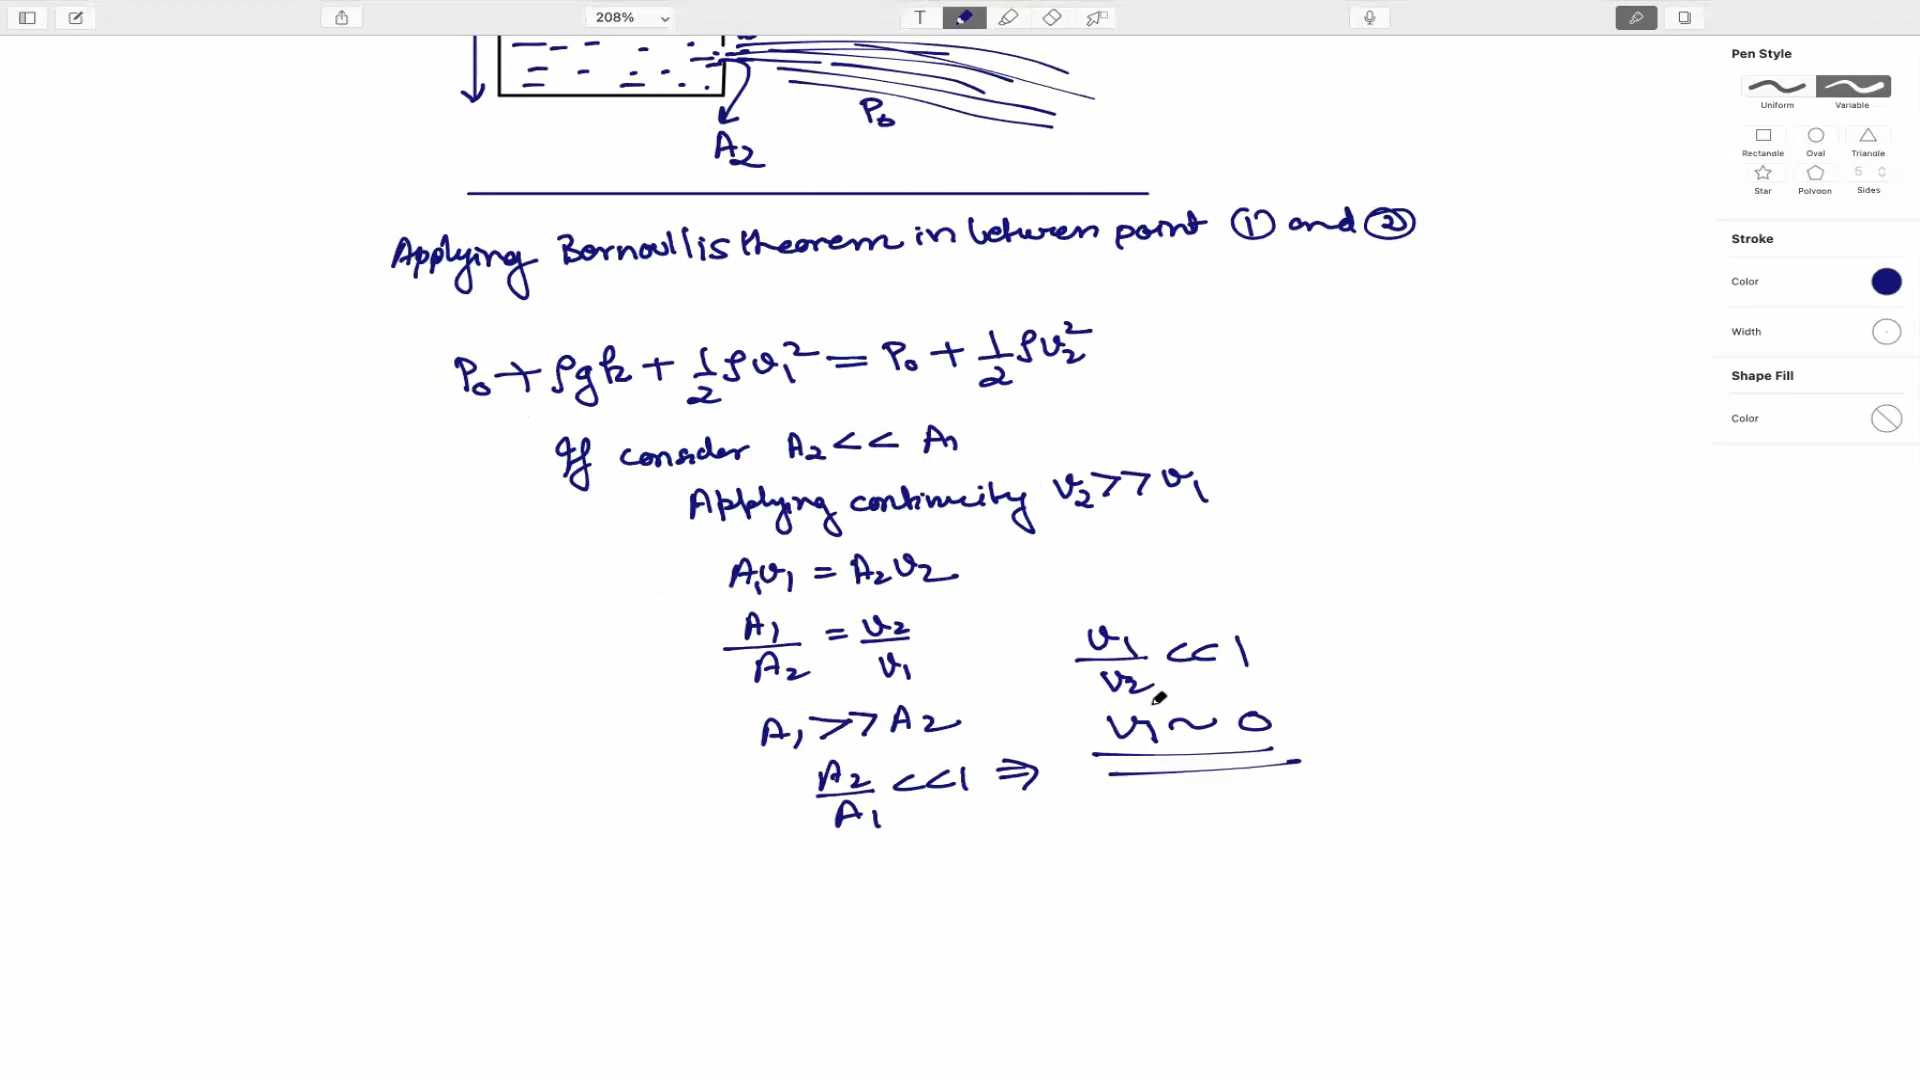 208%
T
Pen Style
Uniform
Variable
Rectangle
Oval
Triangle
5
Star
Polygon
Sides
Stroke
Color
Width
Shape Fill
Color
P₀
A₂
Applying Bornoullis theorem in between point ① and ②
P₀ + ρgh + 1/2 ρv₁² = P₀ + 1/2 ρv₂²
If consider A₂ << A₁
Applying continuity v₂ >> v₁
A₁v₁ = A₂v₂
A₁/A₂ = v₂/v₁
v₁/v₂ << 1
A₁ >> A₂
v₁ ~ 0
A₂/A₁ << 1 ⇒